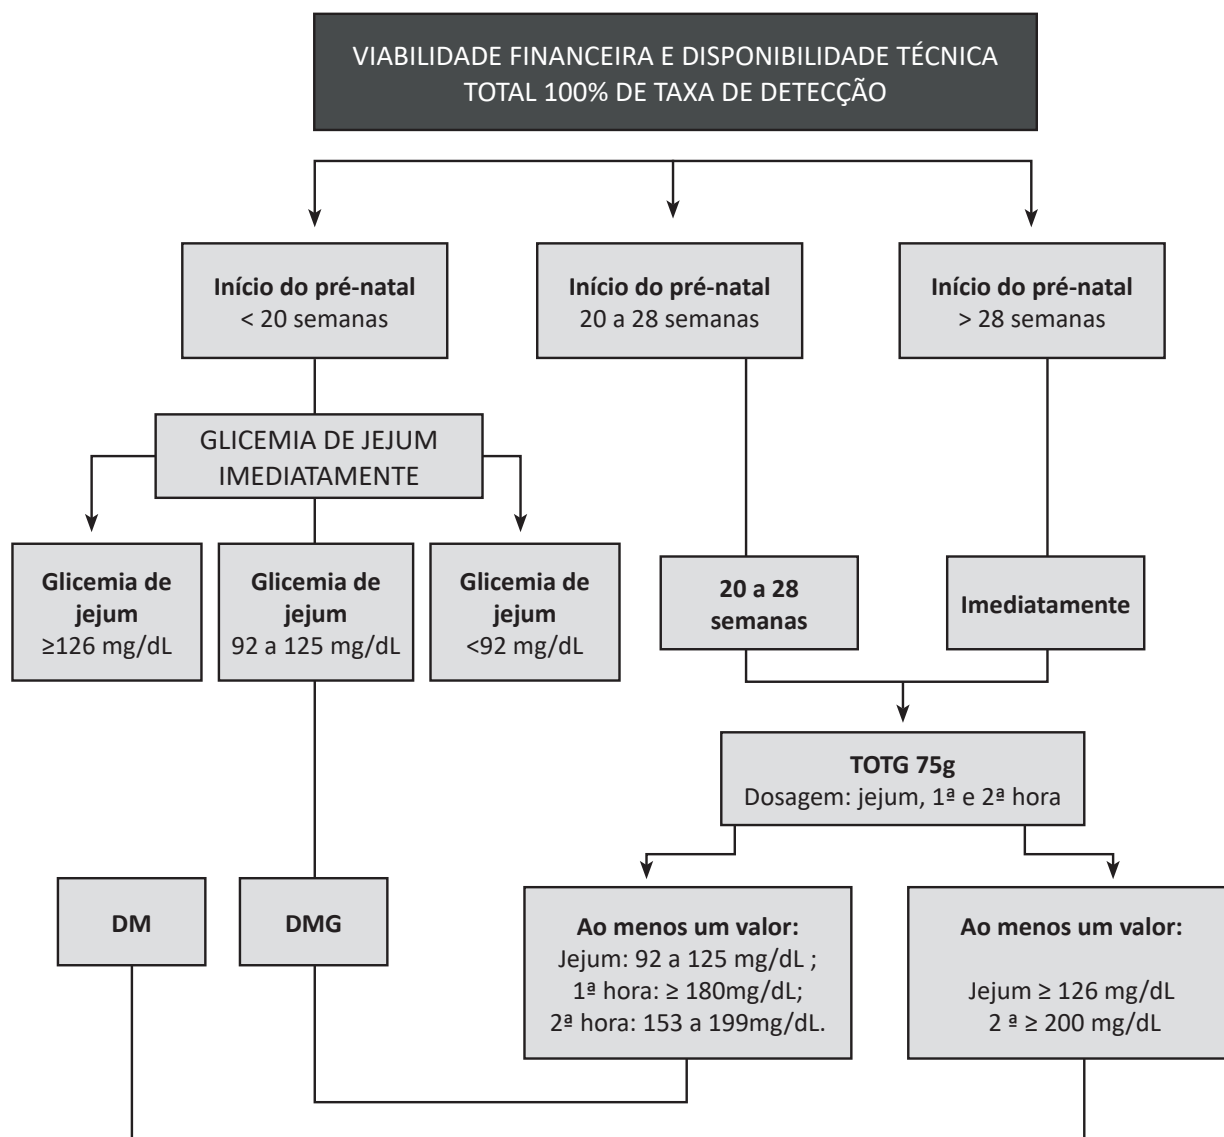 VIABILIDADE FINANCEIRA E DISPONIBILIDADE TÉCNICA
TOTAL 100% DE TAXA DE DETECÇÃO
Início do pré-natal
< 20 semanas
Início do pré-natal
20 a 28 semanas
Início do pré-natal
> 28 semanas
GLICEMIA DE JEJUM
IMEDIATAMENTE
Glicemia de
jejum
≥126 mg/dL
Glicemia de
jejum
92 a 125 mg/dL
Glicemia de
jejum
<92 mg/dL
20 a 28
semanas
Imediatamente
TOTG 75g
Dosagem: jejum, 1ª e 2ª hora
DM
DMG
Ao menos um valor:
Jejum: 92 a 125 mg/dL ;
1ª hora: ≥ 180mg/dL;
2ª hora: 153 a 199mg/dL.
Ao menos um valor:
Jejum ≥ 126 mg/dL
2 ª ≥ 200 mg/dL